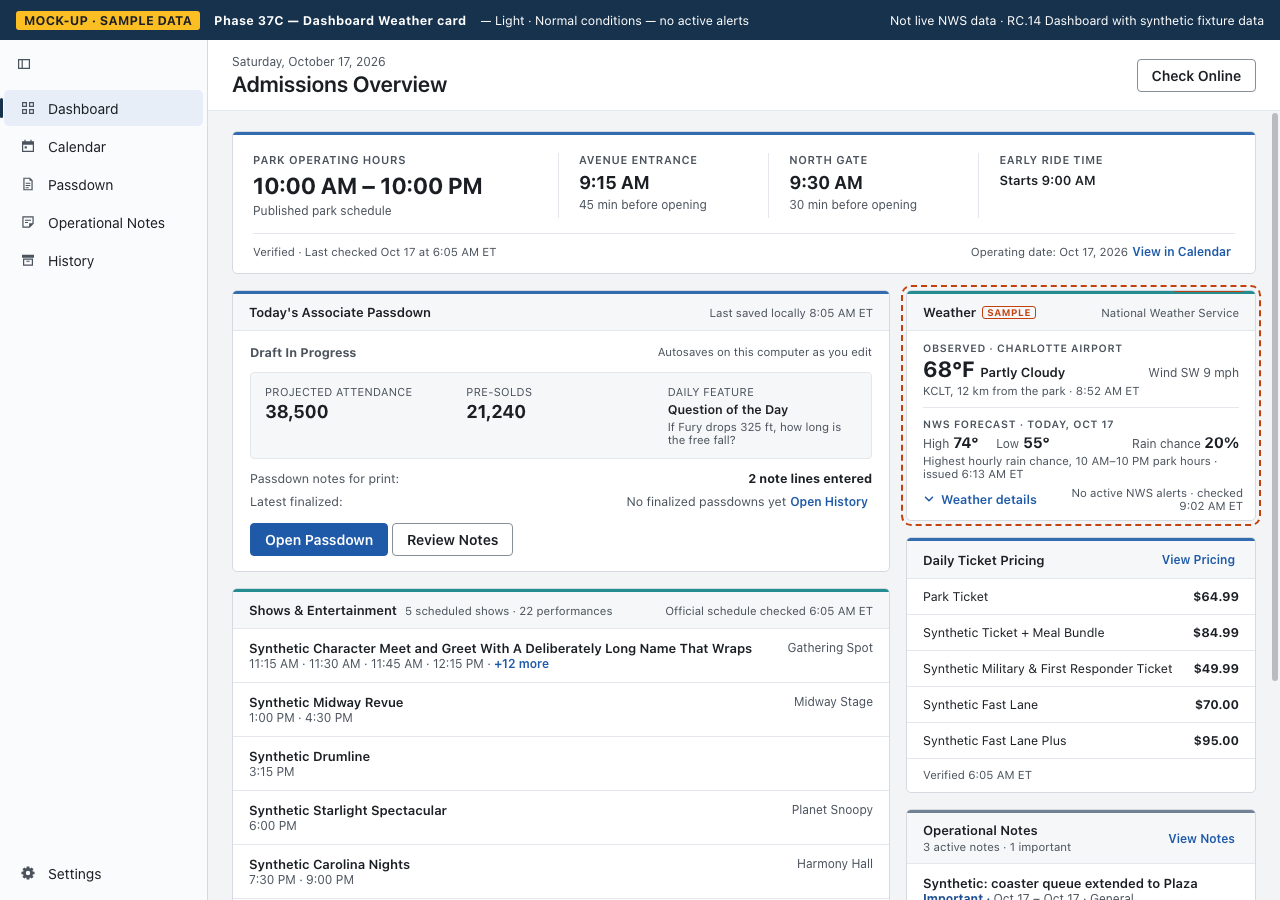 MOCK-UP · SAMPLE DATA Phase 37C — Dashboard Weather card — Light · Normal conditions — no active alerts Not live NWS data · RC.14 Dashboard with synthetic fixture data
Dashboard
Calendar
Passdown
Operational Notes
History
Settings
Saturday, October 17, 2026
Admissions Overview
Check Online
PARK OPERATING HOURS
10:00 AM – 10:00 PM
Published park schedule
AVENUE ENTRANCE
9:15 AM
45 min before opening
NORTH GATE
9:30 AM
30 min before opening
EARLY RIDE TIME
Starts 9:00 AM
Verified · Last checked Oct 17 at 6:05 AM ET
Operating date: Oct 17, 2026 View in Calendar
Today's Associate Passdown
Last saved locally 8:05 AM ET
Draft In Progress
Autosaves on this computer as you edit
PROJECTED ATTENDANCE
38,500
PRE-SOLDS
21,240
DAILY FEATURE
Question of the Day
If Fury drops 325 ft, how long is
the free fall?
Passdown notes for print:
2 note lines entered
Latest finalized:
No finalized passdowns yet Open History
Open Passdown
Review Notes
Shows & Entertainment 5 scheduled shows · 22 performances
Official schedule checked 6:05 AM ET
Synthetic Character Meet and Greet With A Deliberately Long Name That Wraps
Gathering Spot
11:15 AM · 11:30 AM · 11:45 AM · 12:15 PM · +12 more
Synthetic Midway Revue
Midway Stage
1:00 PM · 4:30 PM
Synthetic Drumline
3:15 PM
Synthetic Starlight Spectacular
Planet Snoopy
6:00 PM
Synthetic Carolina Nights
Harmony Hall
7:30 PM · 9:00 PM
Weather SAMPLE
National Weather Service
OBSERVED · CHARLOTTE AIRPORT
68°F Partly Cloudy
Wind SW 9 mph
KCLT, 12 km from the park · 8:52 AM ET
NWS FORECAST · TODAY, OCT 17
High 74° Low 55°
Rain chance 20%
Highest hourly rain chance, 10 AM–10 PM park hours ·
issued 6:13 AM ET
Weather details
No active NWS alerts · checked
9:02 AM ET
Daily Ticket Pricing
View Pricing
Park Ticket $64.99
Synthetic Ticket + Meal Bundle $84.99
Synthetic Military & First Responder Ticket $49.99
Synthetic Fast Lane $70.00
Synthetic Fast Lane Plus $95.00
Verified 6:05 AM ET
Operational Notes
3 active notes · 1 important
View Notes
Synthetic: coaster queue extended to Plaza
Important · Oct 17 – Oct 17 · General